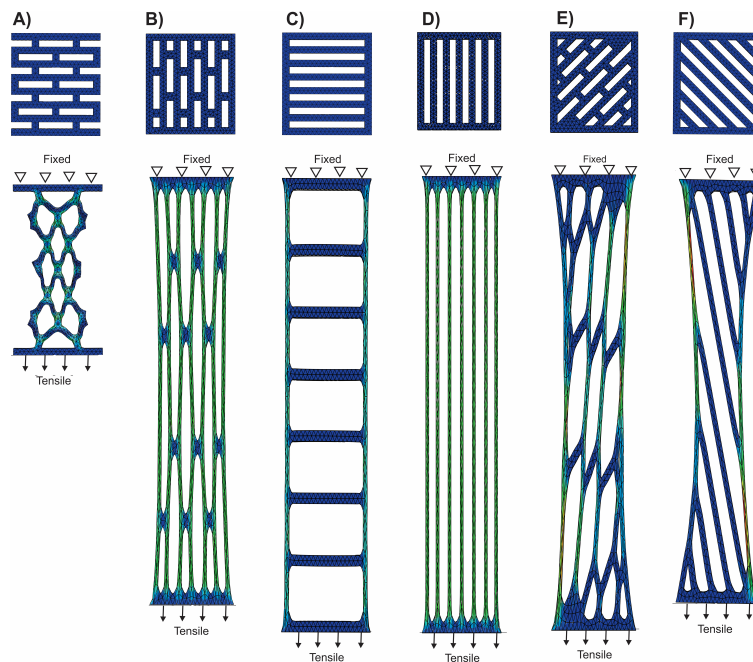 A) B) C) D) E) F)
Fixed Fixed Fixed Fixed Fixed Fixed
Tensile
Tensile Tensile Tensile Tensile Tensile